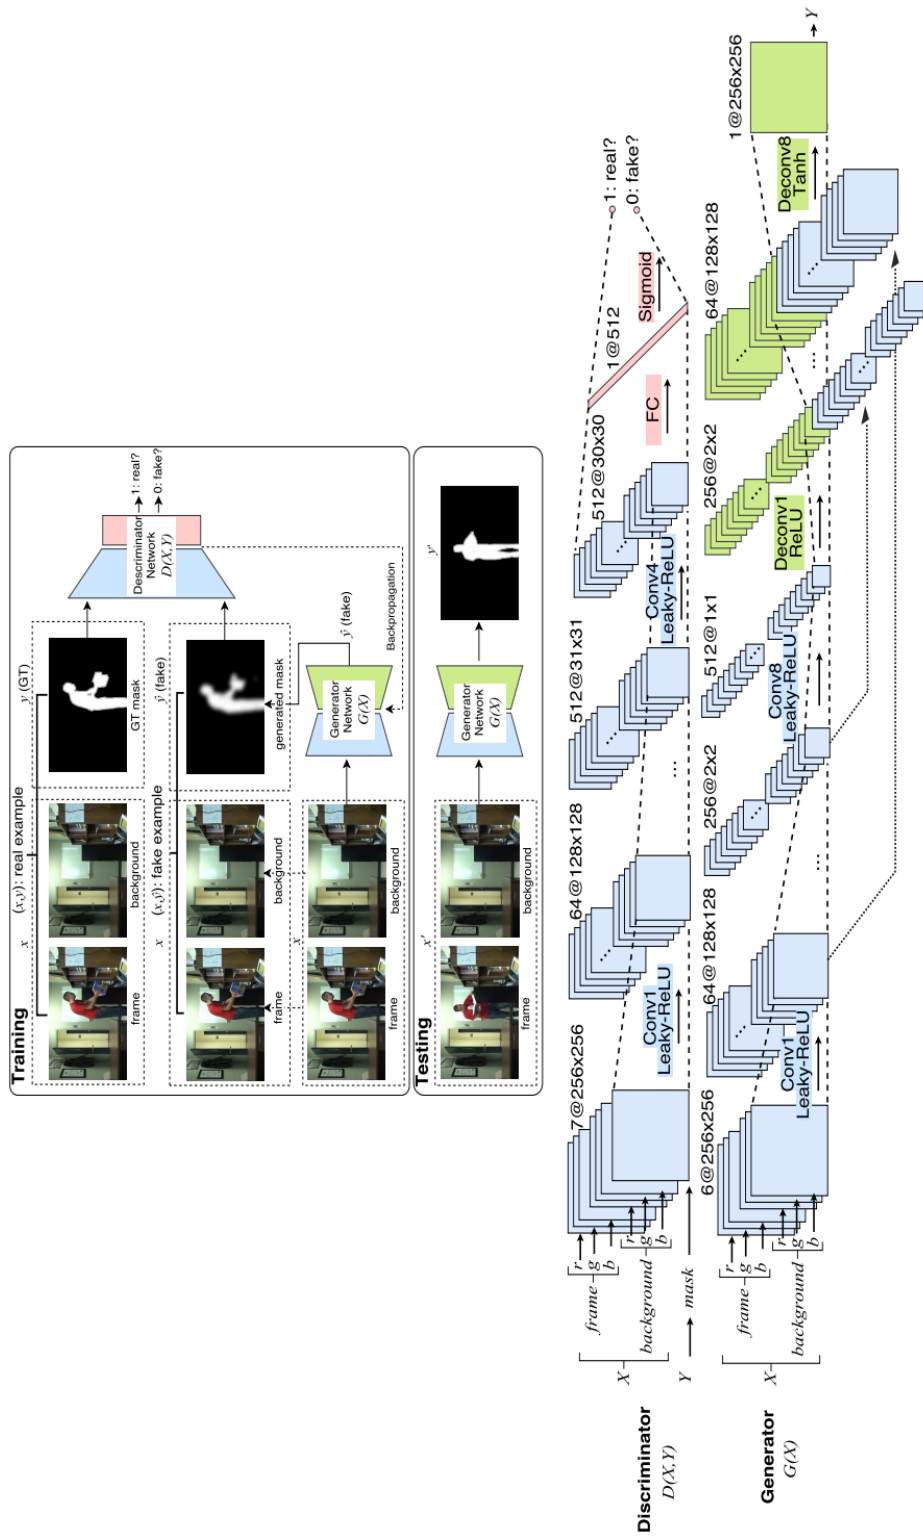 Training
(x,y): real example
x
y (GT)
frame
background
GT mask
(x,ŷ): fake example
x
ŷ (fake)
frame
background
generated mask
x
frame
background
Generator
Network
G(X)
ŷ (fake)
Backpropagation
Descriminator
Network
D(X,Y)
1: real?
0: fake?
Testing
x'
frame
background
Generator
Network
G(X)
y'
Discriminator
D(X,Y)
X
frame
r
g
b
background
r
g
b
Y
mask
7@256x256
Conv1
Leaky-ReLU
64@128x128
...
512@31x31
Conv4
Leaky-ReLU
512@30x30
FC
1@512
Sigmoid
1: real?
0: fake?
Generator
G(X)
X
frame
r
g
b
background
r
g
b
6@256x256
Conv1
Leaky-ReLU
64@128x128
...
256@2x2
Conv8
Leaky-ReLU
512@1x1
Deconv1
ReLU
256@2x2
...
64@128x128
Deconv8
Tanh
1@256x256
Y